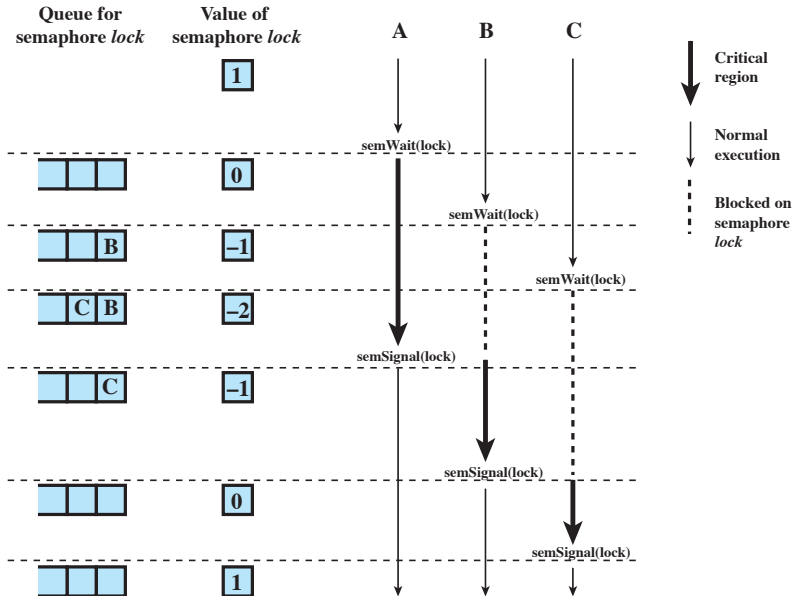 Queue for
semaphore lock
Value of
semaphore lock
A
B
C
1
Critical
region
Normal
execution
semWait(lock)
0
Blocked on
semaphore
lock
semWait(lock)
B
–1
semWait(lock)
C B
–2
semSignal(lock)
C
–1
semSignal(lock)
0
semSignal(lock)
1